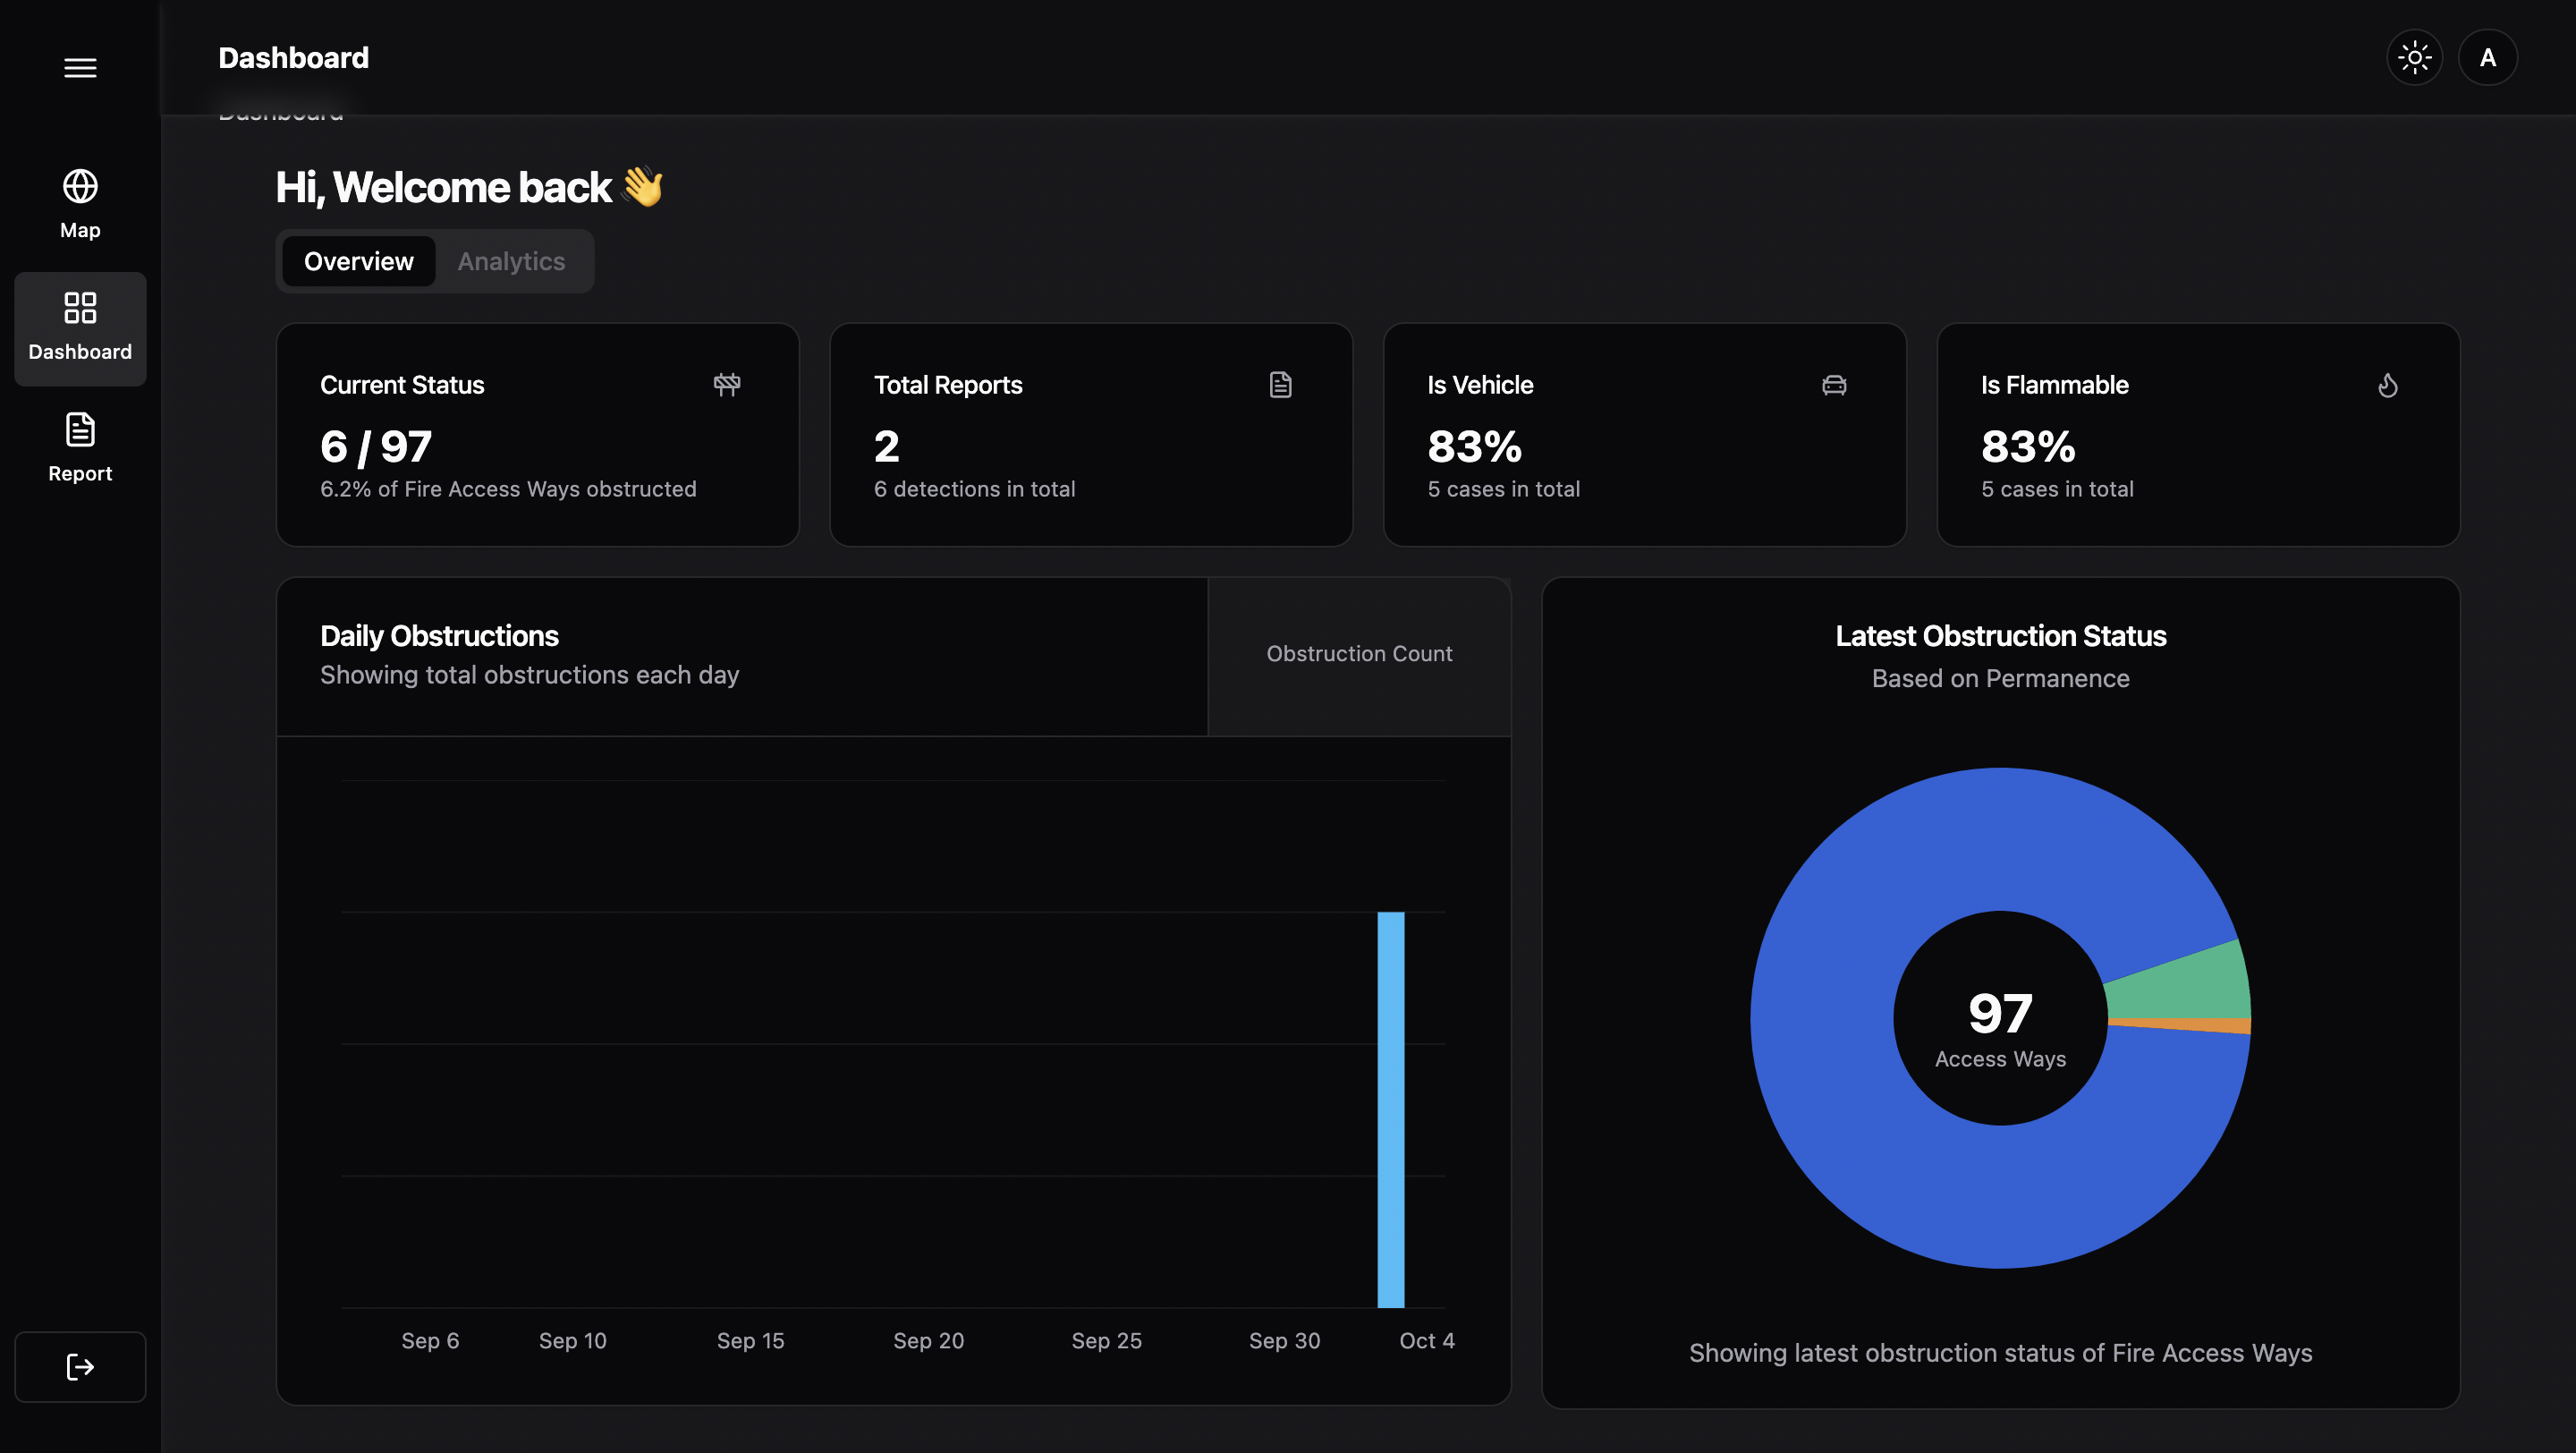 Dashboard
A
Dashboard
Map
Dashboard
Report
Hi, Welcome back 👋
Overview
Analytics
Current Status
6 / 97
6.2% of Fire Access Ways obstructed
Total Reports
2
6 detections in total
Is Vehicle
83%
5 cases in total
Is Flammable
83%
5 cases in total
Daily Obstructions
Showing total obstructions each day
Obstruction Count
Sep 6
Sep 10
Sep 15
Sep 20
Sep 25
Sep 30
Oct 4
Latest Obstruction Status
Based on Permanence
97
Access Ways
Showing latest obstruction status of Fire Access Ways